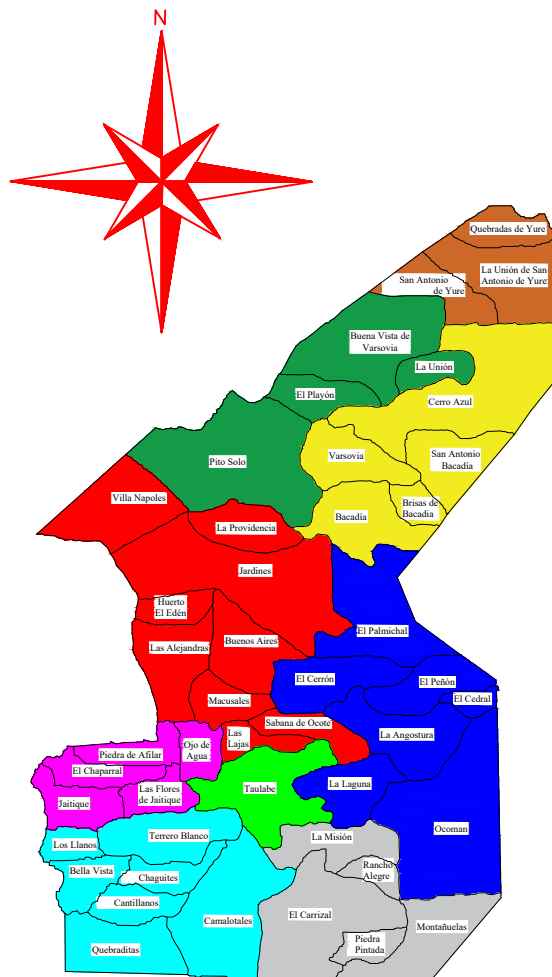 N
Quebradas de Yure
La Unión de San
Antonio de Yure
San Antonio
de Yure
Buena Vista de
Varsovia
La Unión
El Playón
Cerro Azul
Varsovia
San Antonio
Bacadia
Pito Solo
Villa Napoles
Brisas de
Bacadia
Bacadía
La Providencia
Jardines
Huerto
El Edén
El Palmichal
Buenos Aires
Las Alejandras
El Cerrón
El Peñón
El Cedral
Macusales
Sabana de Ocote
La Angostura
Las
Lajas
Ojo de
Agua
Piedra de Afilar
El Chaparral
Las Flores
de Jaitique
Jaitique
Taulabe
La Laguna
Ocoman
La Misión
Terrero Blanco
Los Llanos
Bella Vista
Chaguites
Rancho
Alegre
Cantillanos
Camalotales
El Carrizal
Montañuelas
Piedra
Pintada
Quebraditas